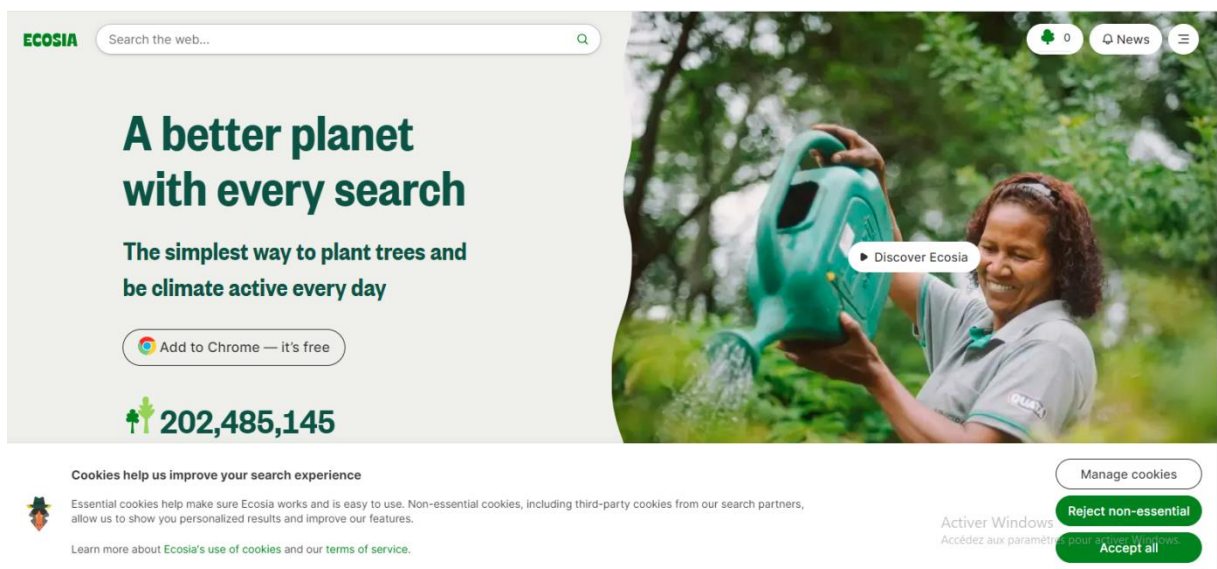 ECOSIA
Search the web...
0
News
A better planet
with every search
The simplest way to plant trees and
be climate active every day
Discover Ecosia
Add to Chrome — it's free
202,485,145
Cookies help us improve your search experience
Essential cookies help make sure Ecosia works and is easy to use. Non-essential cookies, including third-party cookies from our search partners,
allow us to show you personalized results and improve our features.
Learn more about Ecosia's use of cookies and our terms of service.
Manage cookies
Reject non-essential
Accept all
Activer Windows
Accédez aux paramètres pour activer Windows.